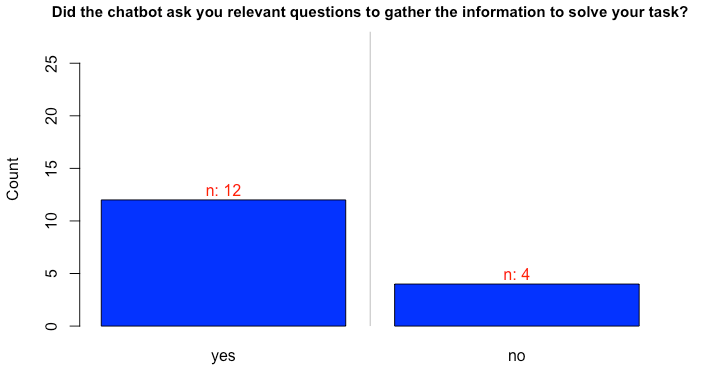 Did the chatbot ask you relevant questions to gather the information to solve your task?
25
20
15
10
5
0
Count
n: 12
n: 4
yes
no